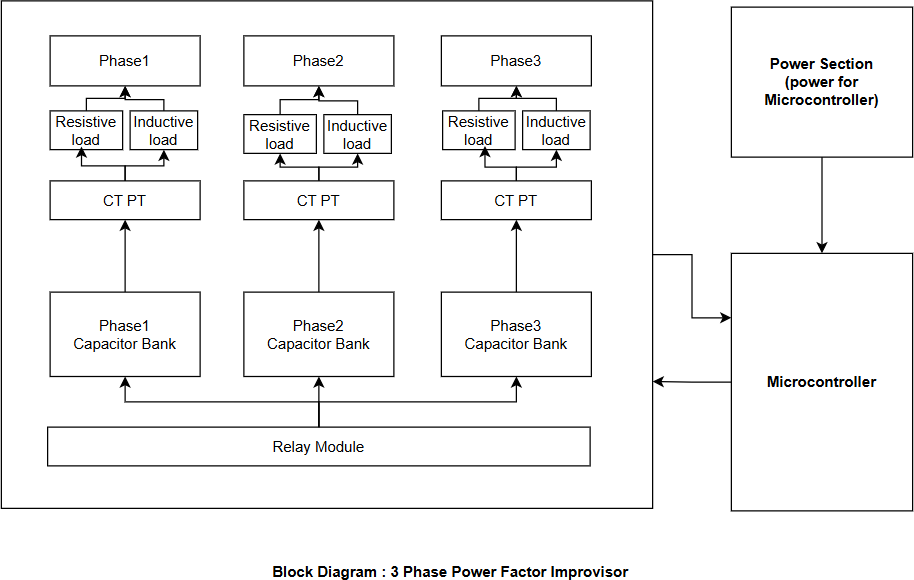 Phase1
Phase2
Phase3
Power Section
(power for
Microcontroller)
Resistive
load
Inductive
load
Resistive
load
Inductive
load
Resistive
load
Inductive
load
CT PT
CT PT
CT PT
Phase1
Capacitor Bank
Phase2
Capacitor Bank
Phase3
Capacitor Bank
Microcontroller
Relay Module
Block Diagram : 3 Phase Power Factor Improvisor